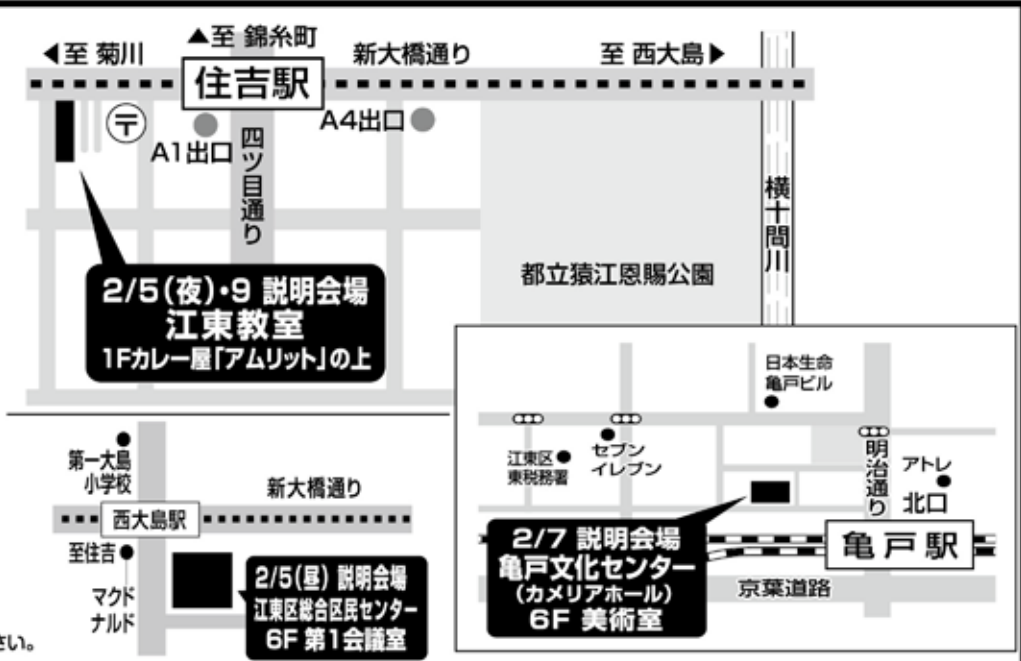 ◀至 菊川
▲至 錦糸町
新大橋通り
至 西大島▶
住吉駅
〒
A1出口
A4出口
四ツ目通り
横十間川
都立猿江恩賜公園
2/5(夜)・9 説明会場
江東教室
1Fカレー屋「アムリット」の上
第一大島
小学校
新大橋通り
西大島駅
至住吉
マクド
ナルド
2/5(昼) 説明会場
江東区総合区民センター
6F 第1会議室
さい。
日本生命
亀戸ビル
江東区
東税務署
セブン
イレブン
明治通り
アトレ
北口
亀戸駅
京葉道路
2/7 説明会場
亀戸文化センター
(カメリアホール)
6F 美術室